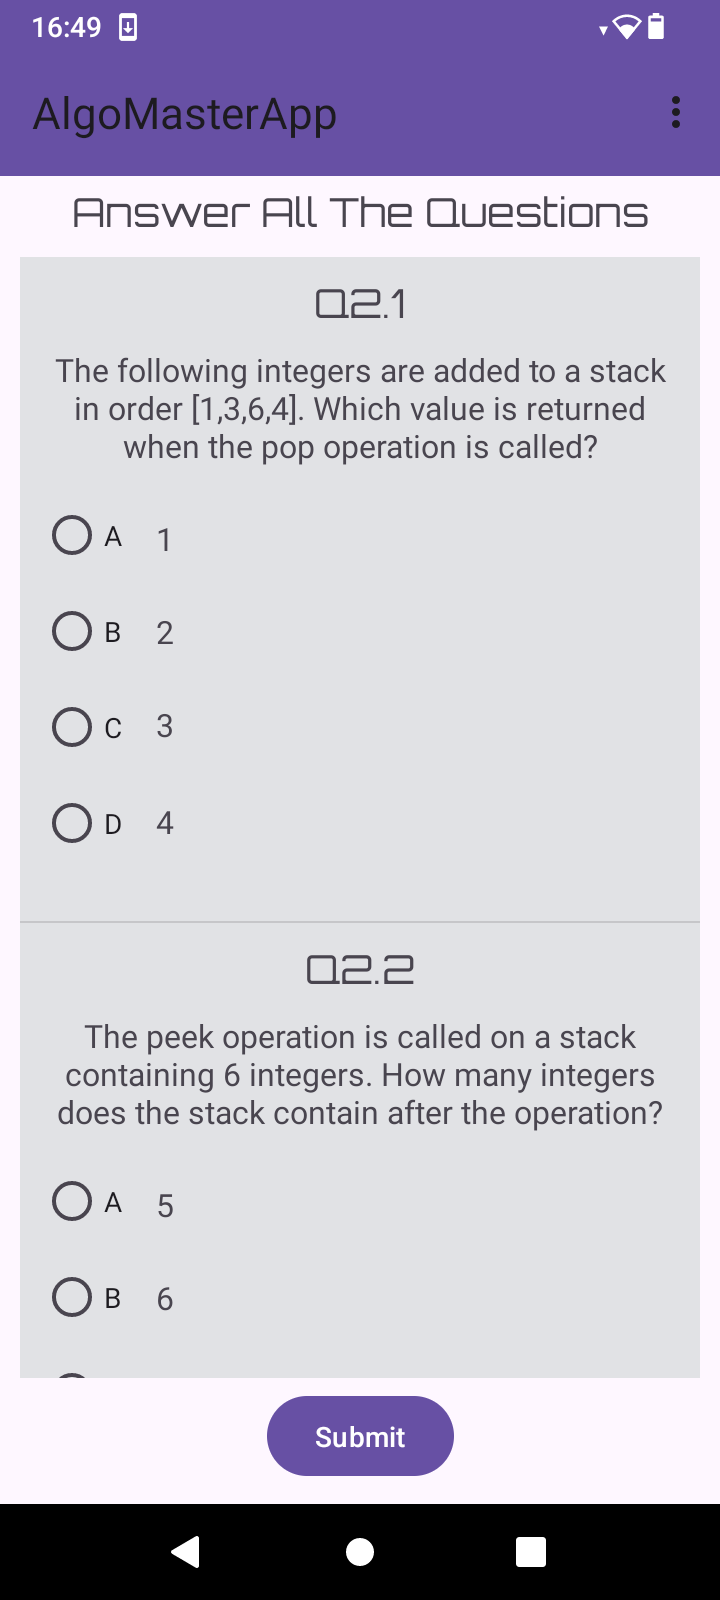 16:49
AlgoMasterApp
Answer All The Questions
Q2.1
The following integers are added to a stack
in order [1,3,6,4]. Which value is returned
when the pop operation is called?
A 1
B 2
C 3
D 4
Q2.2
The peek operation is called on a stack
containing 6 integers. How many integers
does the stack contain after the operation?
A 5
B 6
Submit